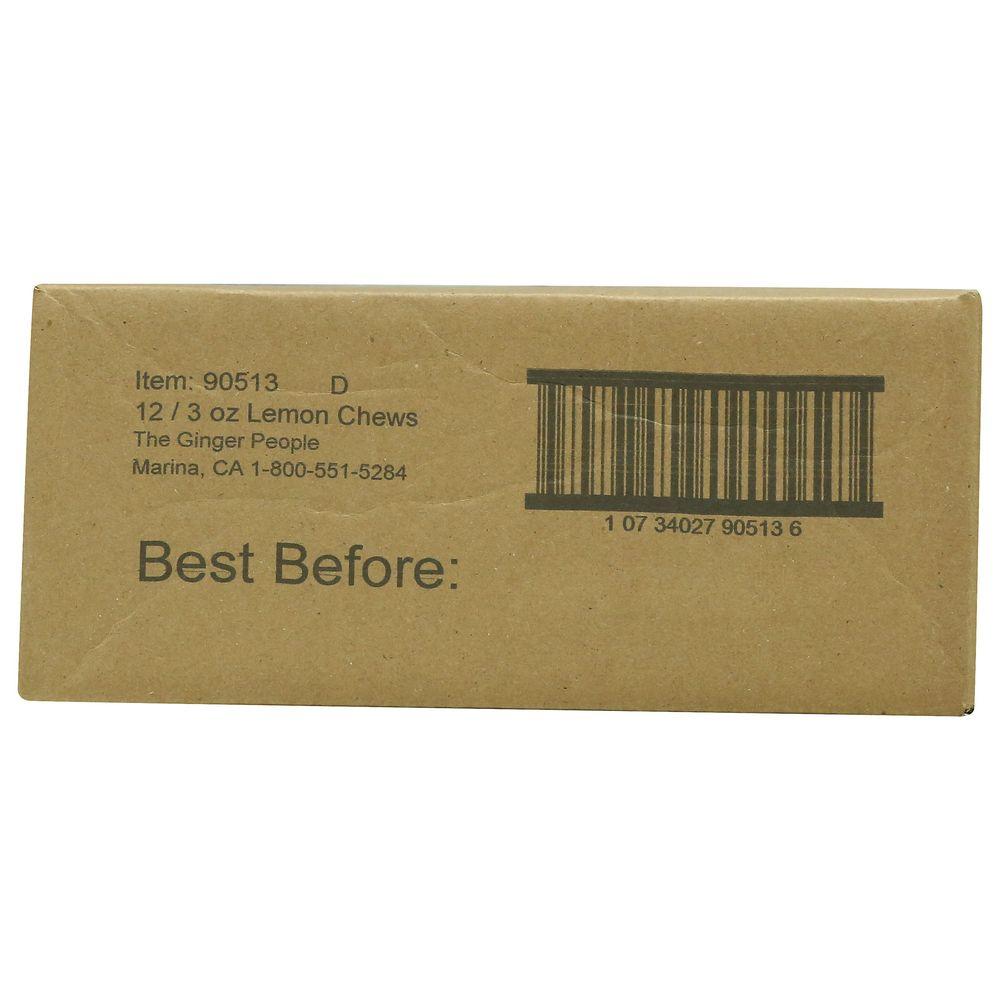 Item: 90513 D
12 / 3 oz Lemon Chews
The Ginger People
Marina, CA 1-800-551-5284
Best Before:
1 07 34027 90513 6